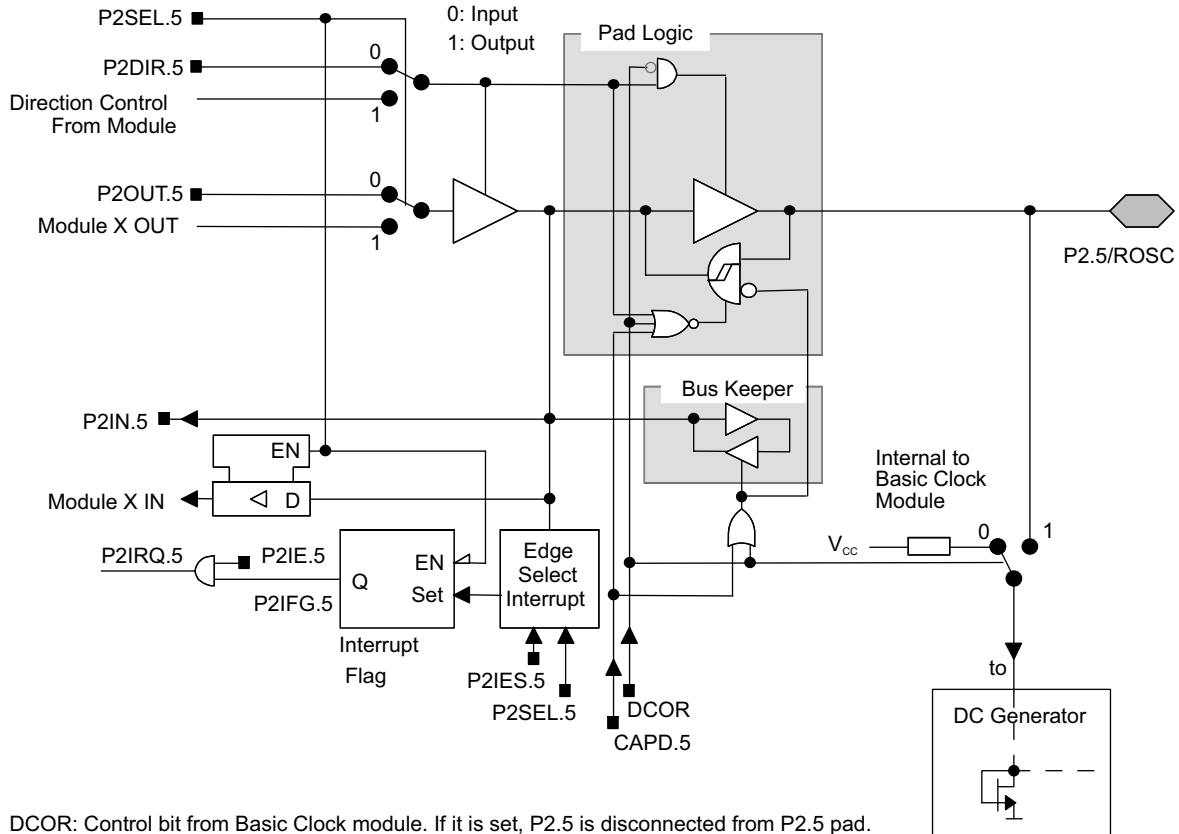 P2SEL.5
0: Input
1: Output
Pad Logic
P2DIR.5
0
Direction Control
From Module
1
P2OUT.5
0
Module X OUT
1
P2.5/ROSC
Bus Keeper
P2IN.5
EN
Module X IN
D
Internal to
Basic Clock
Module
0
1
VCC
P2IRQ.5
P2IE.5
P2IFG.5
Q
EN
Set
Interrupt
Flag
Edge
Select
Interrupt
P2IES.5
P2SEL.5
DCOR
CAPD.5
to
DC Generator
DCOR: Control bit from Basic Clock module. If it is set, P2.5 is disconnected from P2.5 pad.